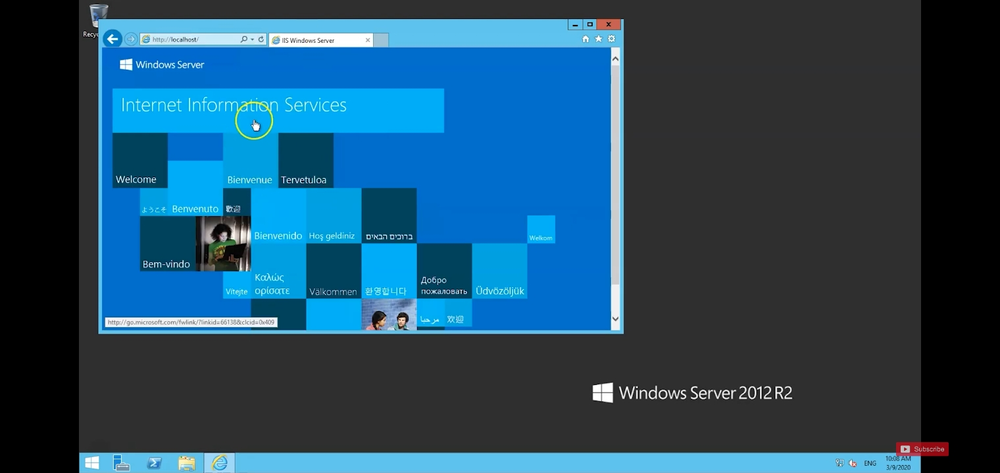 Recyc
http://localhost/
IIS Windows Server
Windows Server
Internet Information Services
Welcome
Bienvenue
Tervetuloa
ようこそ
Benvenuto
歡迎
Bienvenido
Hoş geldiniz
ברוכים הבאים
Welkom
Bem-vindo
Vítejte
Καλώς
ορίσατε
Välkommen
환영합니다
Добро
пожаловать
Üdvözöljük
مرحبا
欢迎
http://go.microsoft.com/fwlink/?linkid=66138&clcid=0x409
Windows Server 2012 R2
Subscribe
ENG
10:08 AM
3/9/2020